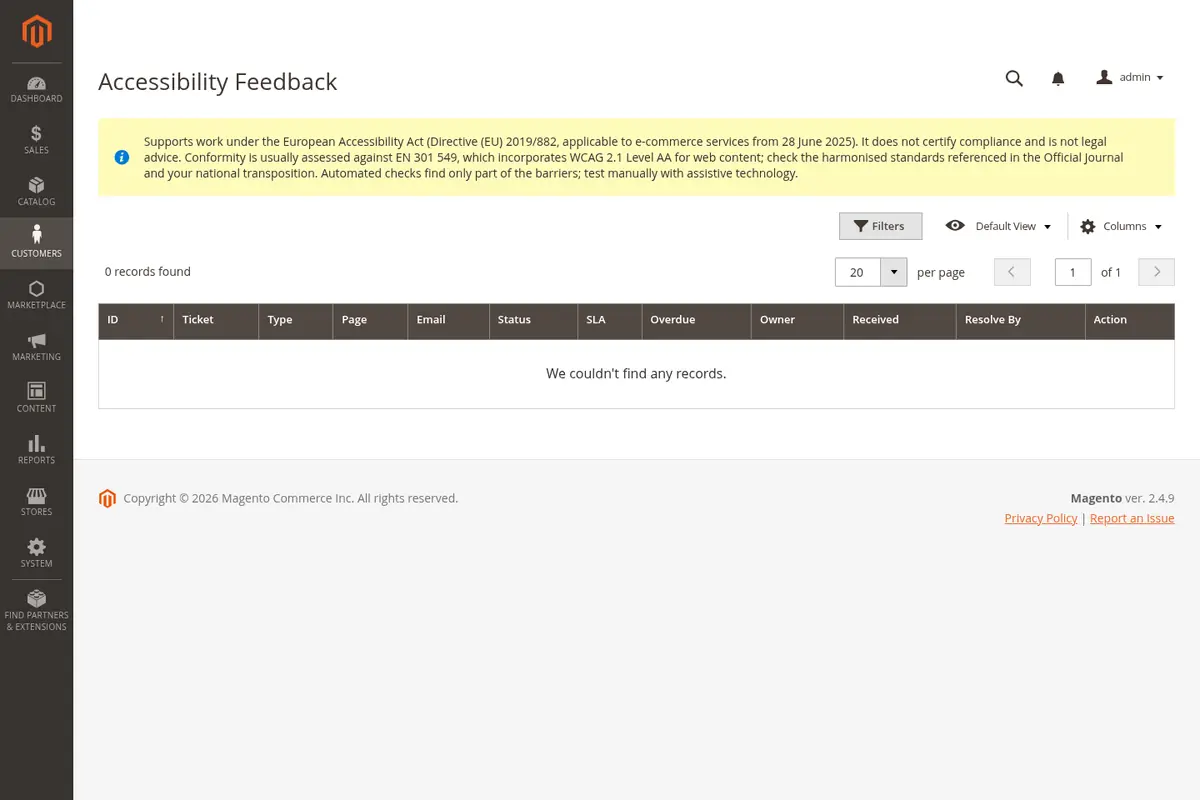 Accessibility Feedback
admin
DASHBOARD
SALES
CATALOG
CUSTOMERS
MARKETPLACE
MARKETING
CONTENT
REPORTS
STORES
SYSTEM
FIND PARTNERS
& EXTENSIONS
Supports work under the European Accessibility Act (Directive (EU) 2019/882, applicable to e-commerce services from 28 June 2025). It does not certify compliance and is not legal
advice. Conformity is usually assessed against EN 301 549, which incorporates WCAG 2.1 Level AA for web content; check the harmonised standards referenced in the Official Journal
and your national transposition. Automated checks find only part of the barriers; test manually with assistive technology.
Filters Default View Columns
0 records found 20 per page 1 of 1
ID ↑ Ticket Type Page Email Status SLA Overdue Owner Received Resolve By Action
We couldn't find any records.
Copyright © 2026 Magento Commerce Inc. All rights reserved. Magento ver. 2.4.9
Privacy Policy | Report an Issue